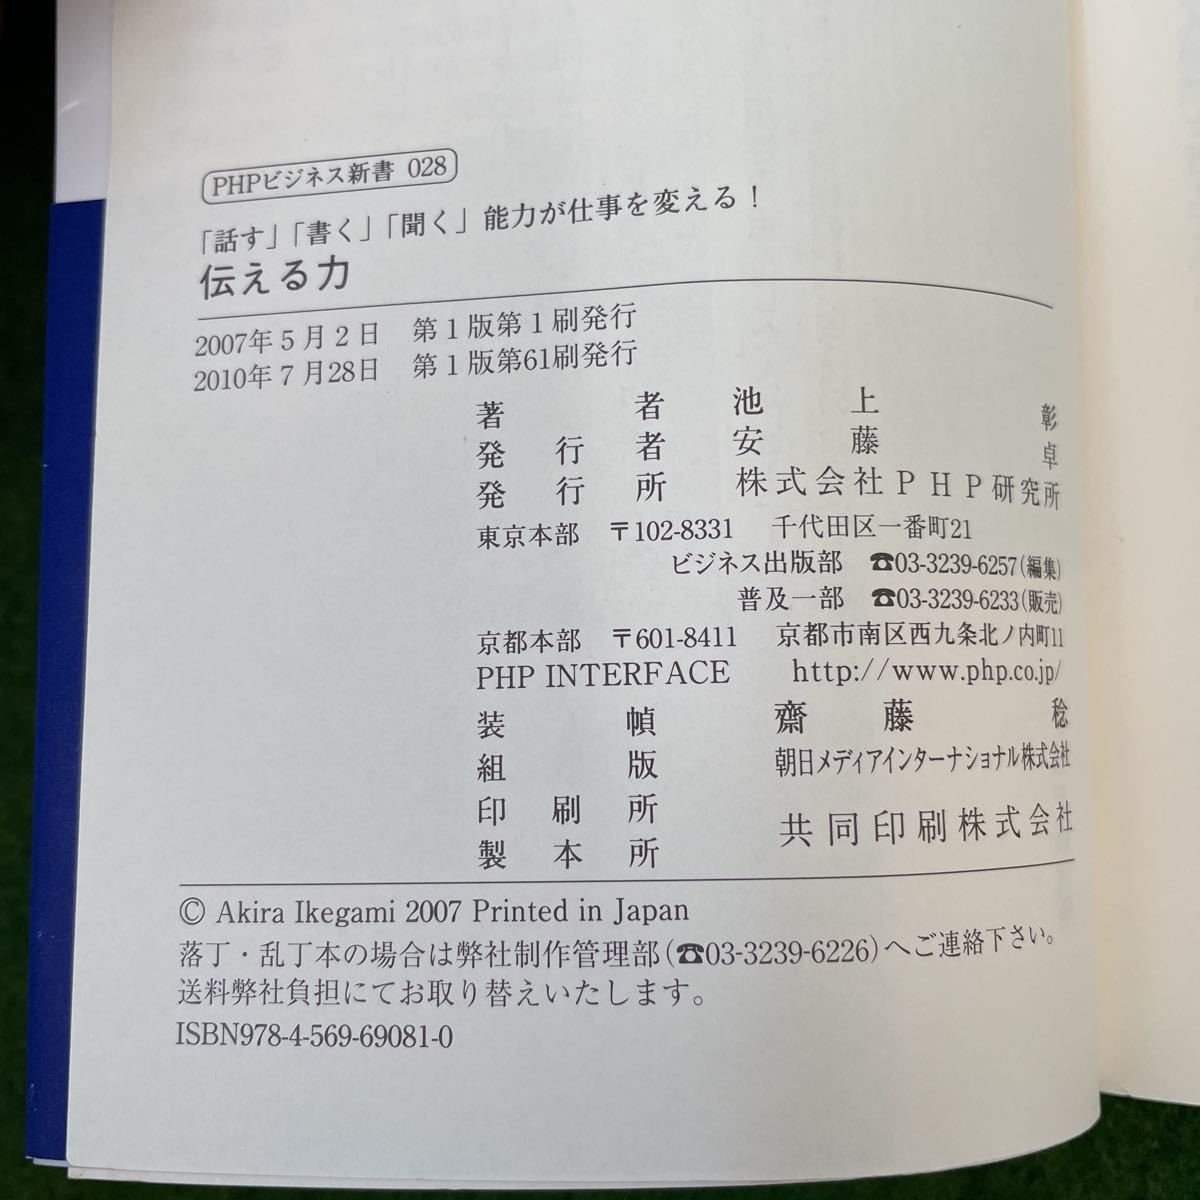 PHPビジネス新書 028
「話す」「書く」「聞く」能力が仕事を変える！
伝える力
2007年5月2日 第1版第1刷発行
2010年7月28日 第1版第61刷発行
著者 池上彰
発行者 安藤卓
発行所 株式会社PHP研究所
東京本部 〒102-8331 千代田区一番町21
ビジネス出版部 ☎03-3239-6257(編集)
普及一部 ☎03-3239-6233(販売)
京都本部 〒601-8411 京都市南区西九条北ノ内町11
PHP INTERFACE http://www.php.co.jp/
装幀 齋藤稔
組版 朝日メディアインターナショナル株式会社
印刷所
製本所 共同印刷株式会社
© Akira Ikegami 2007 Printed in Japan
落丁・乱丁本の場合は弊社制作管理部(☎03-3239-6226)へご連絡下さい。
送料弊社負担にてお取り替えいたします。
ISBN978-4-569-69081-0